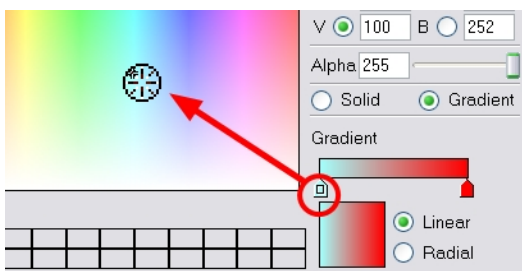 V 100 B 252
Alpha 255
Solid Gradient
Gradient
Linear
Radial